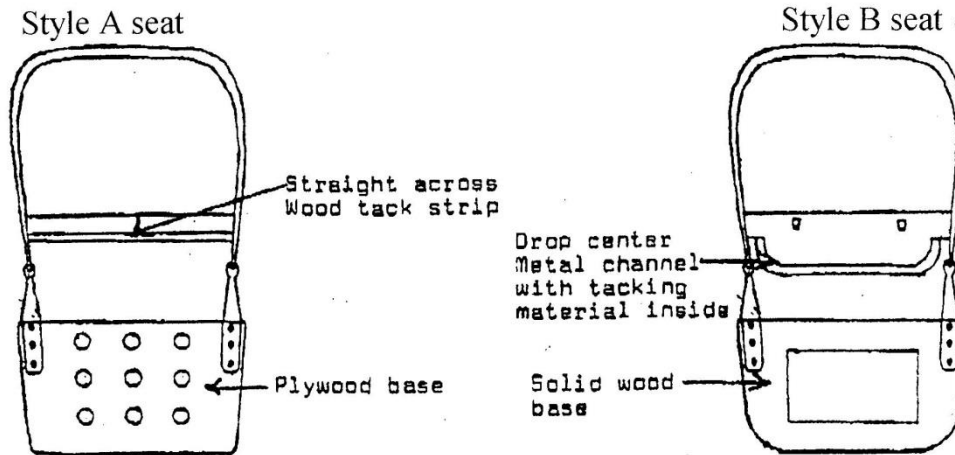 Style A seat
Style B seat
Straight across
Wood tack strip
Drop center
Metal channel
with tacking
material inside
Plywood base
Solid wood
base